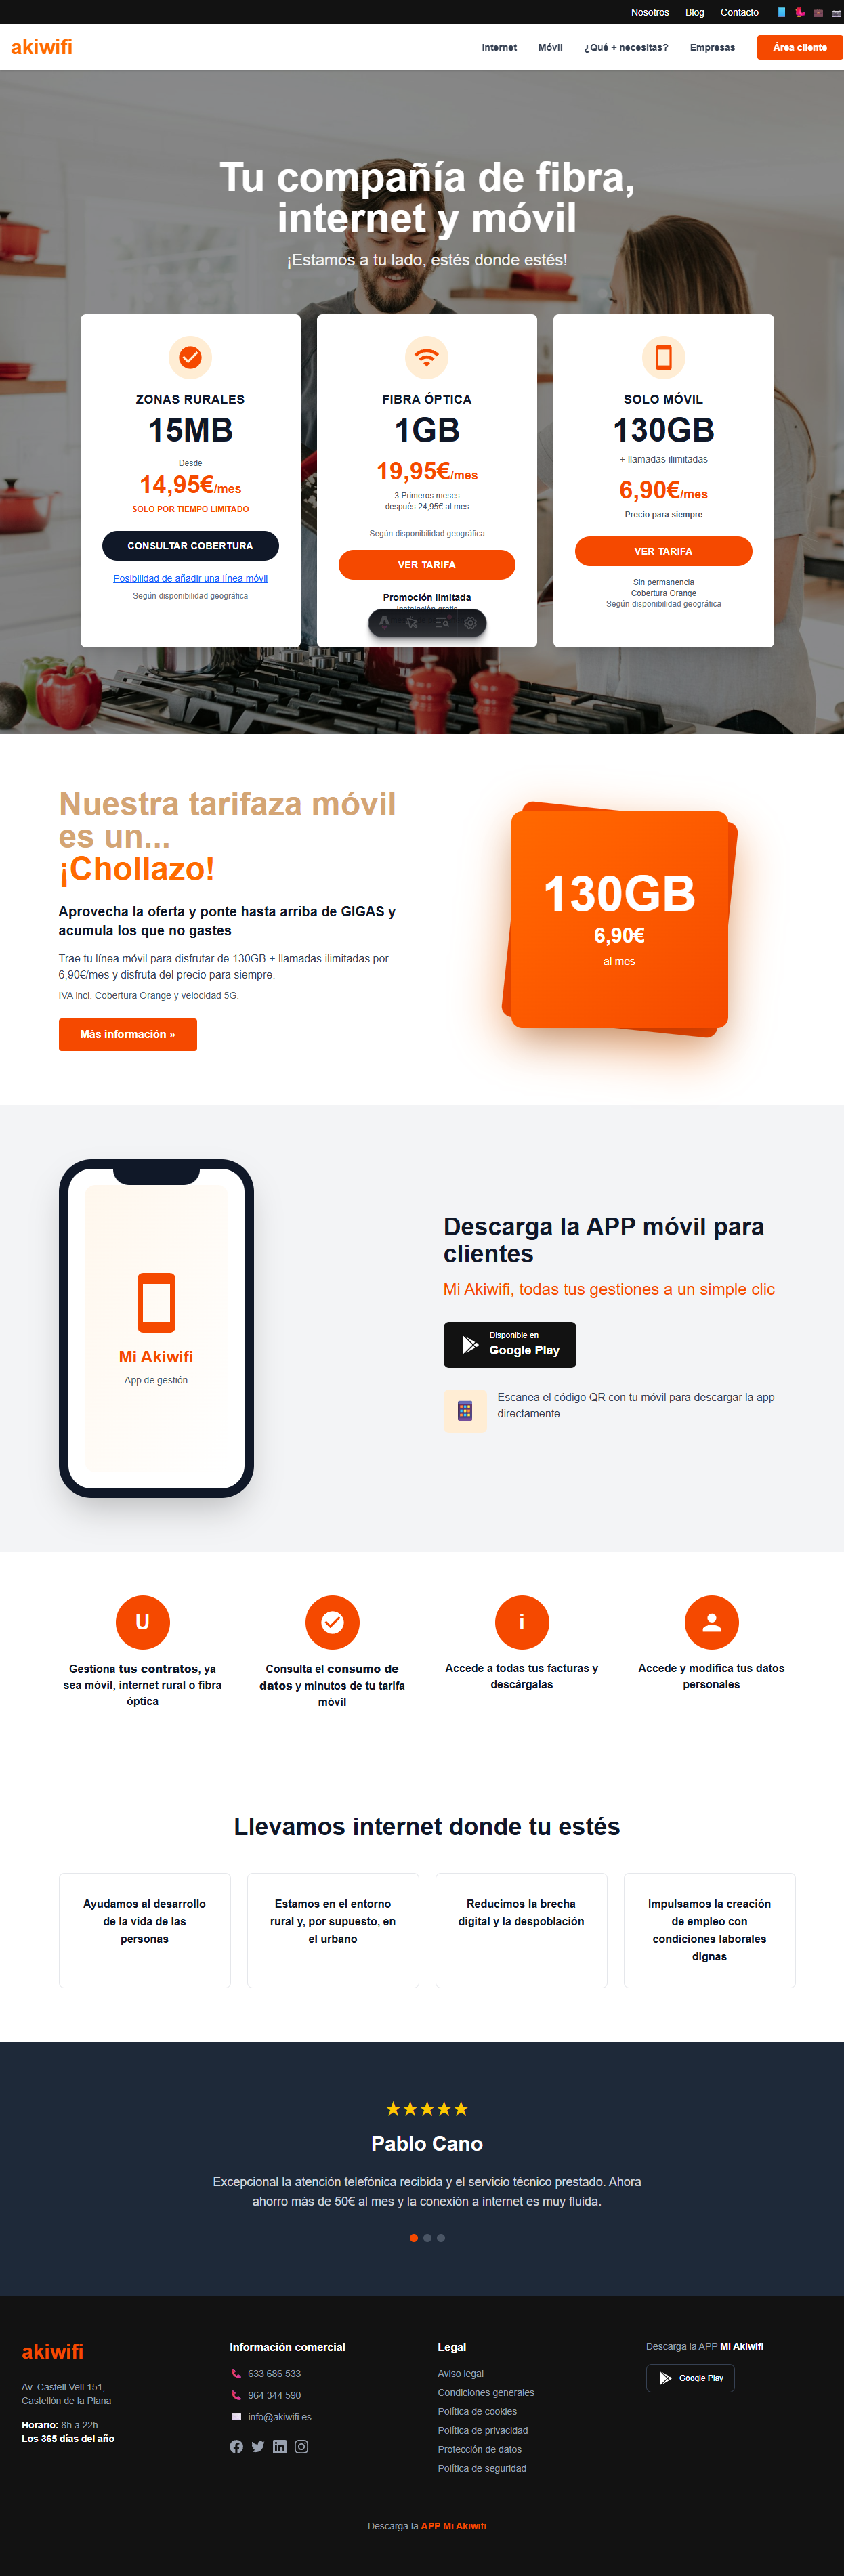 Nosotros Blog Contacto
akiwifi
Internet Móvil ¿Qué + necesitas? Empresas Área cliente
Tu compañía de fibra,
internet y móvil
¡Estamos a tu lado, estés donde estés!
ZONAS RURALES
15MB
Desde
14,95€/mes
SOLO POR TIEMPO LIMITADO
CONSULTAR COBERTURA
Posibilidad de añadir una línea móvil
Según disponibilidad geográfica
FIBRA ÓPTICA
1GB
19,95€/mes
3 Primeros meses
después 24,95€ al mes
Según disponibilidad geográfica
VER TARIFA
Promoción limitada
Instalación gratis
SOLO MÓVIL
130GB
+ llamadas ilimitadas
6,90€/mes
Precio para siempre
VER TARIFA
Sin permanencia
Cobertura Orange
Según disponibilidad geográfica
Nuestra tarifaza móvil
es un...
¡Chollazo!
Aprovecha la oferta y ponte hasta arriba de GIGAS y
acumula los que no gastes
Trae tu línea móvil para disfrutar de 130GB + llamadas ilimitadas por
6,90€/mes y disfruta del precio para siempre.
IVA incl. Cobertura Orange y velocidad 5G.
Más información »
130GB
6,90€
al mes
Mi Akiwifi
App de gestión
Descarga la APP móvil para
clientes
Mi Akiwifi, todas tus gestiones a un simple clic
Disponible en
Google Play
Escanea el código QR con tu móvil para descargar la app
directamente
U
Gestiona tus contratos, ya
sea móvil, internet rural o fibra
óptica
Consulta el consumo de
datos y minutos de tu tarifa
móvil
i
Accede a todas tus facturas y
descárgalas
Accede y modifica tus datos
personales
Llevamos internet donde tu estés
Ayudamos al desarrollo
de la vida de las
personas
Estamos en el entorno
rural y, por supuesto, en
el urbano
Reducimos la brecha
digital y la despoblación
Impulsamos la creación
de empleo con
condiciones laborales
dignas
★★★★★
Pablo Cano
Excepcional la atención telefónica recibida y el servicio técnico prestado. Ahora
ahorro más de 50€ al mes y la conexión a internet es muy fluida.
akiwifi
Av. Castell Vell 151,
Castellón de la Plana
Horario: 8h a 22h
Los 365 días del año
Información comercial
633 686 533
964 344 590
info@akiwifi.es
Legal
Aviso legal
Condiciones generales
Política de cookies
Política de privacidad
Protección de datos
Política de seguridad
Descarga la APP Mi Akiwifi
Google Play
Descarga la APP Mi Akiwifi